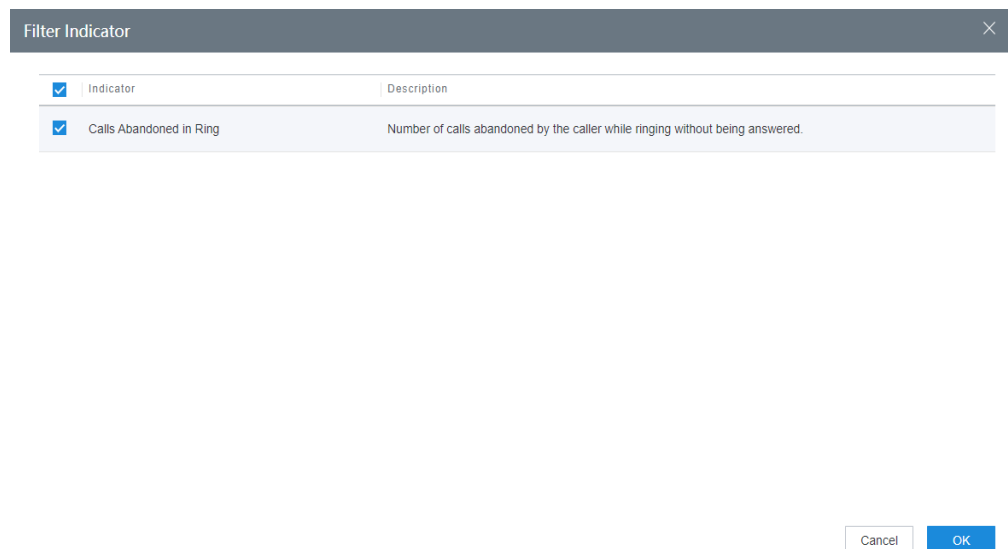 Filter Indicator
Indicator Description
Calls Abandoned in Ring Number of calls abandoned by the caller while ringing without being answered.
Cancel OK